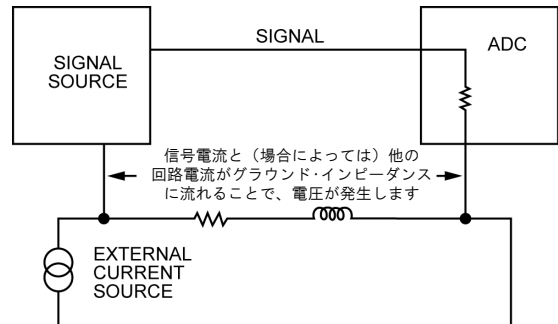 SIGNAL
SOURCE
SIGNAL
ADC
信号電流と（場合によっては）他の
回路電流がグラウンド･インピーダンス
に流れることで、電圧が発生します
EXTERNAL
CURRENT
SOURCE